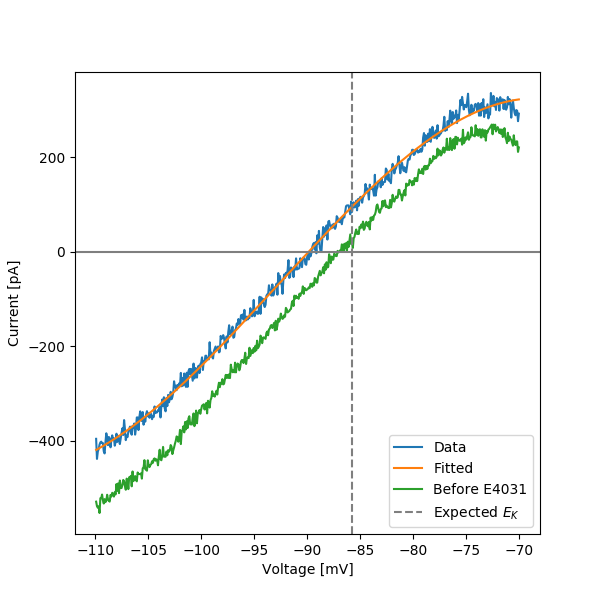 200
0
−200
−400
Current [pA]
−110 −105 −100 −95 −90 −85 −80 −75 −70
Voltage [mV]
Data
Fitted
Before E4031
Expected E_K